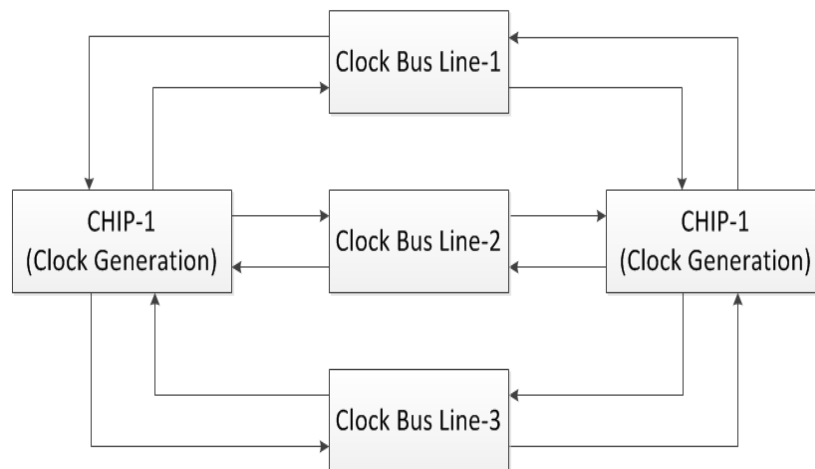 Clock Bus Line-1
CHIP-1
(Clock Generation)
Clock Bus Line-2
CHIP-1
(Clock Generation)
Clock Bus Line-3